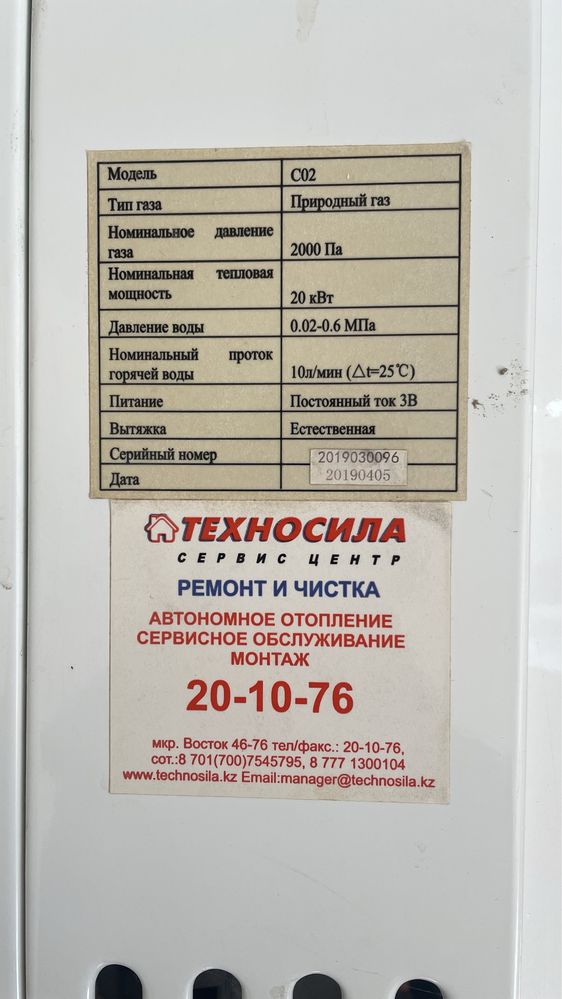 Модель C02
Тип газа Природный газ
Номинальное давление
газа 2000 Па
Номинальная тепловая
мощность 20 кВт
Давление воды 0.02-0.6 МПа
Номинальный проток
горячей воды 10л/мин (△t=25℃)
Питание Постоянный ток 3В
Вытяжка Естественная
Серийный номер 2019030096
Дата 20190405
ТЕХНОСИЛА
СЕРВИС ЦЕНТР
РЕМОНТ И ЧИСТКА
АВТОНОМНОЕ ОТОПЛЕНИЕ
СЕРВИСНОЕ ОБСЛУЖИВАНИЕ
МОНТАЖ
20-10-76
мкр. Восток 46-76 тел/факс.: 20-10-76,
сот.:8 701(700)7545795, 8 777 1300104
www.technosila.kz Email:manager@technosila.kz